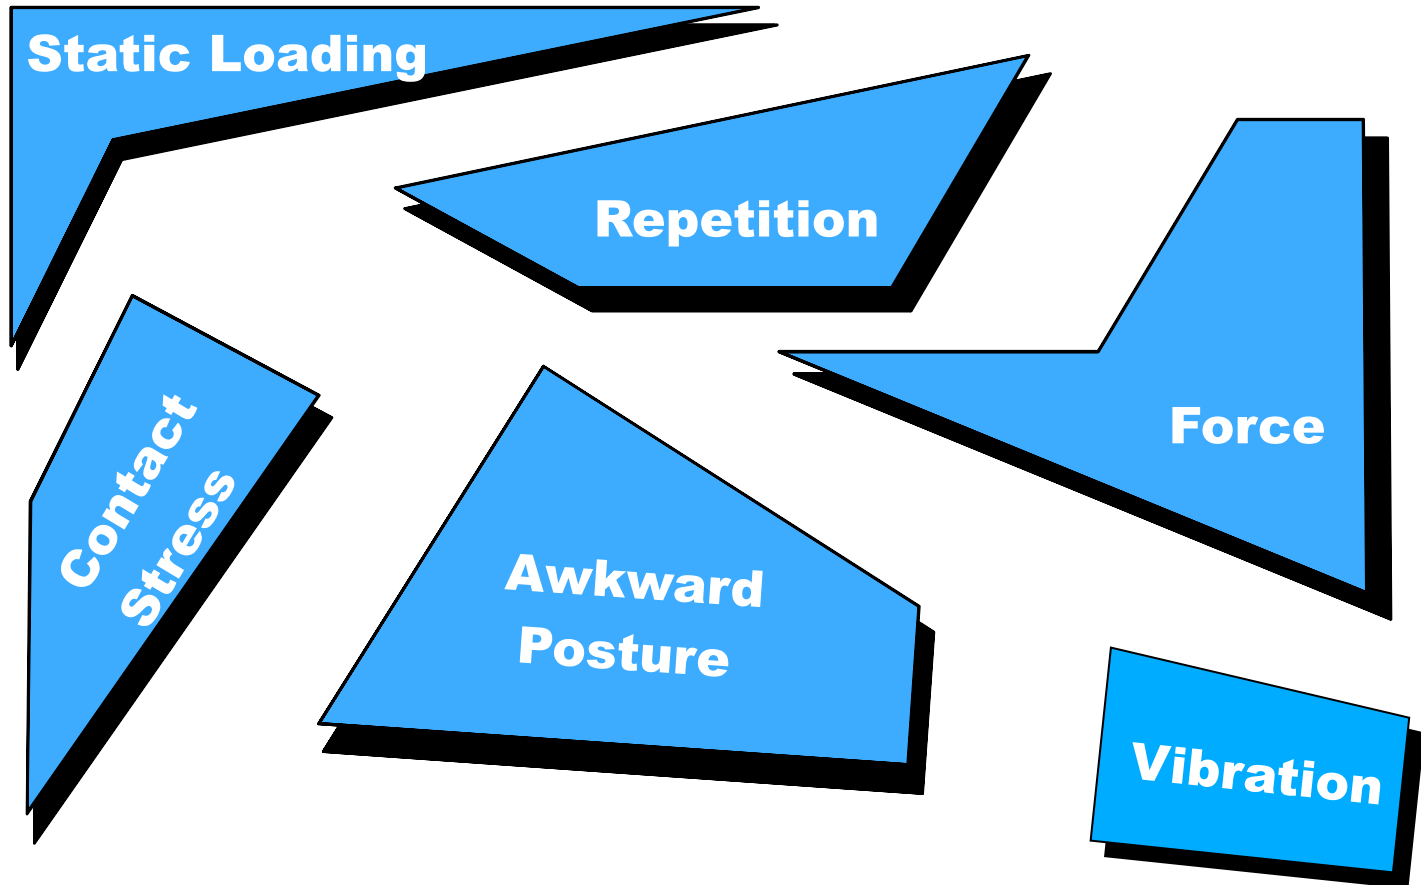 Static Loading
Repetition
Force
Contact
Stress
Awkward
Posture
Vibration